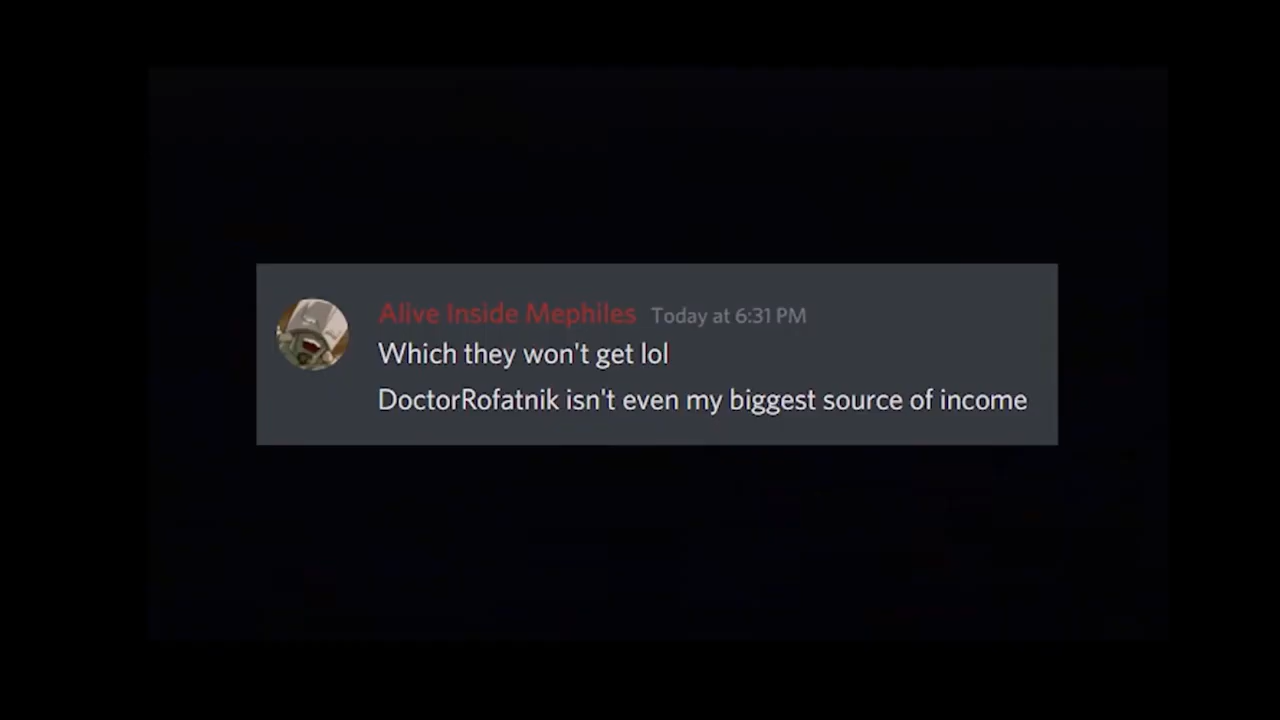 Alive Inside Mephiles Today at 6:31 PM
Which they won't get lol
DoctorRofatnik isn't even my biggest source of income